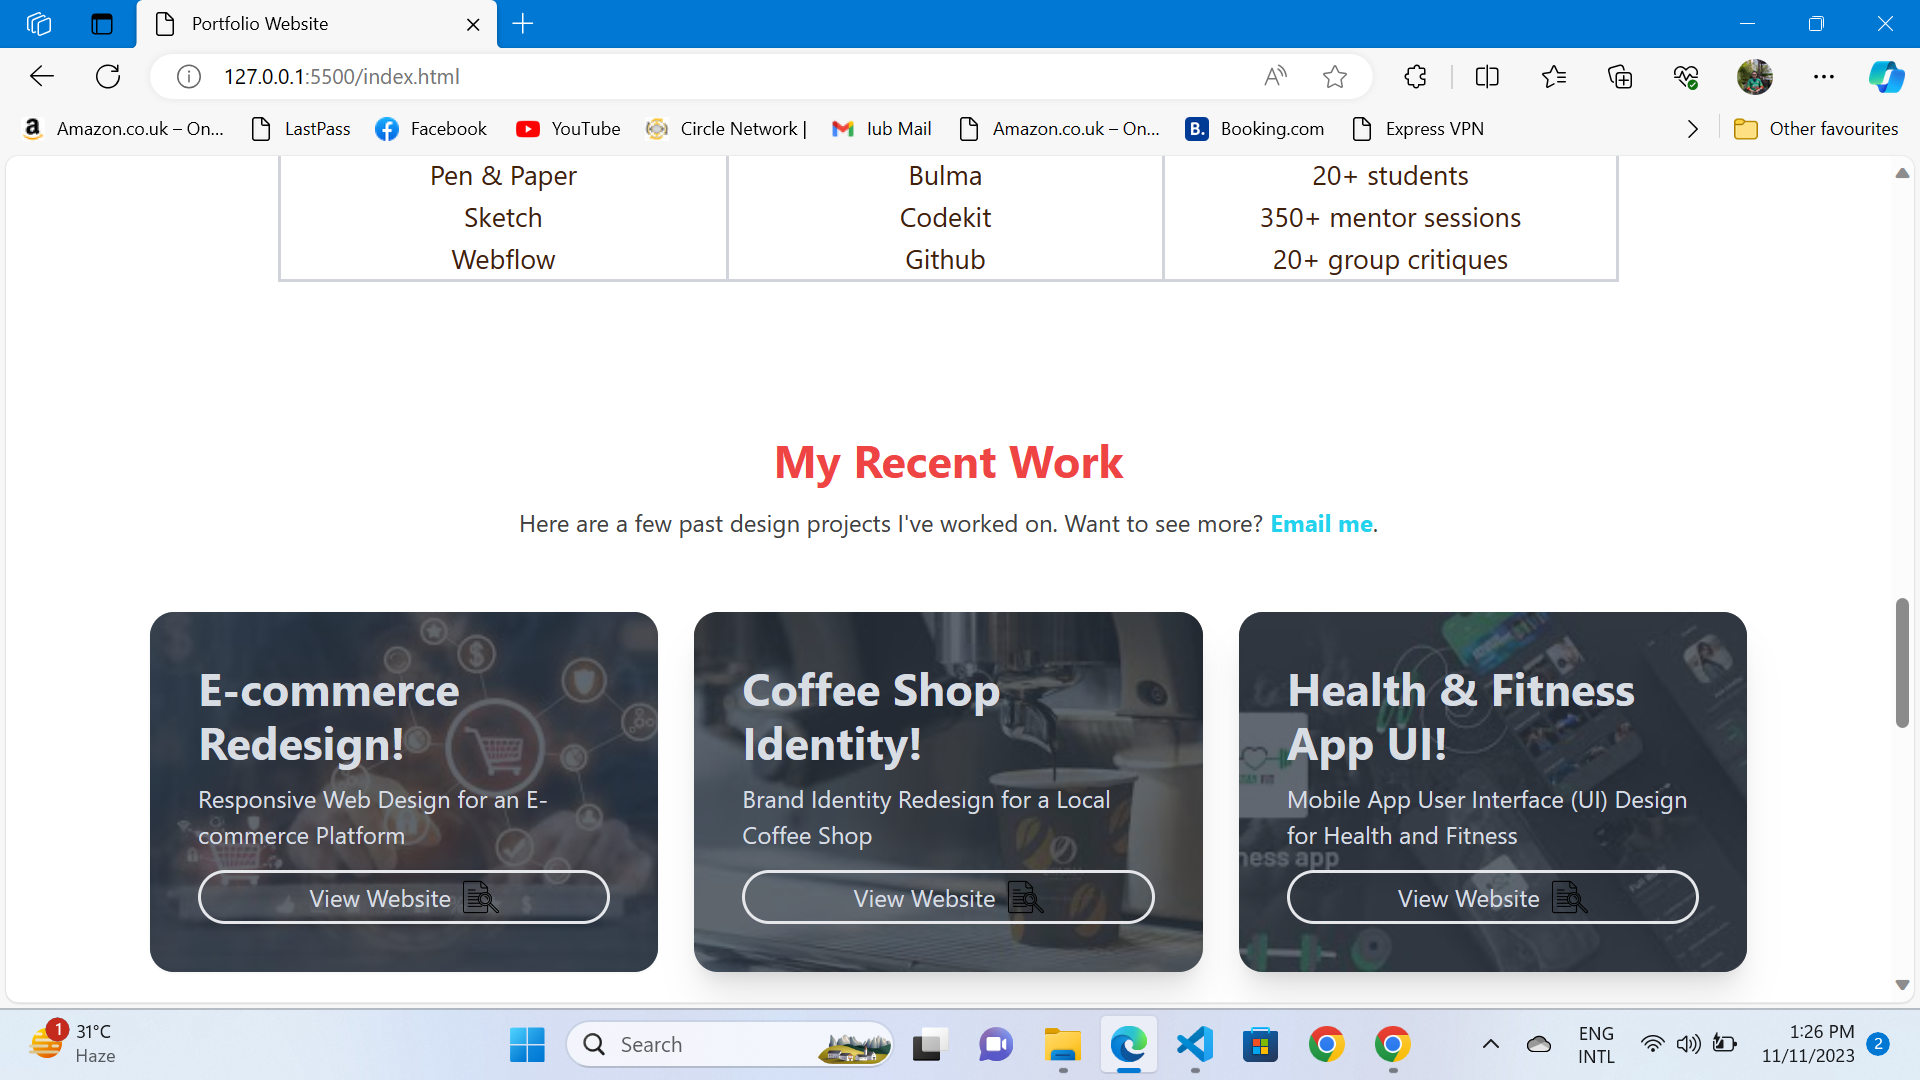 Portfolio Website
127.0.0.1:5500/index.html
Amazon.co.uk – On... LastPass Facebook YouTube Circle Network | Iub Mail Amazon.co.uk – On... B. Booking.com Express VPN Other favourites
Pen & Paper Bulma 20+ students
Sketch Codekit 350+ mentor sessions
Webflow Github 20+ group critiques
My Recent Work
Here are a few past design projects I've worked on. Want to see more? Email me.
E-commerce
Redesign!
Responsive Web Design for an E-
commerce Platform
View Website
Coffee Shop
Identity!
Brand Identity Redesign for a Local
Coffee Shop
View Website
Health & Fitness
App UI!
Mobile App User Interface (UI) Design
for Health and Fitness
ness app
View Website
1 31°C
Haze
Search
ENG
INTL
1:26 PM
11/11/2023
2